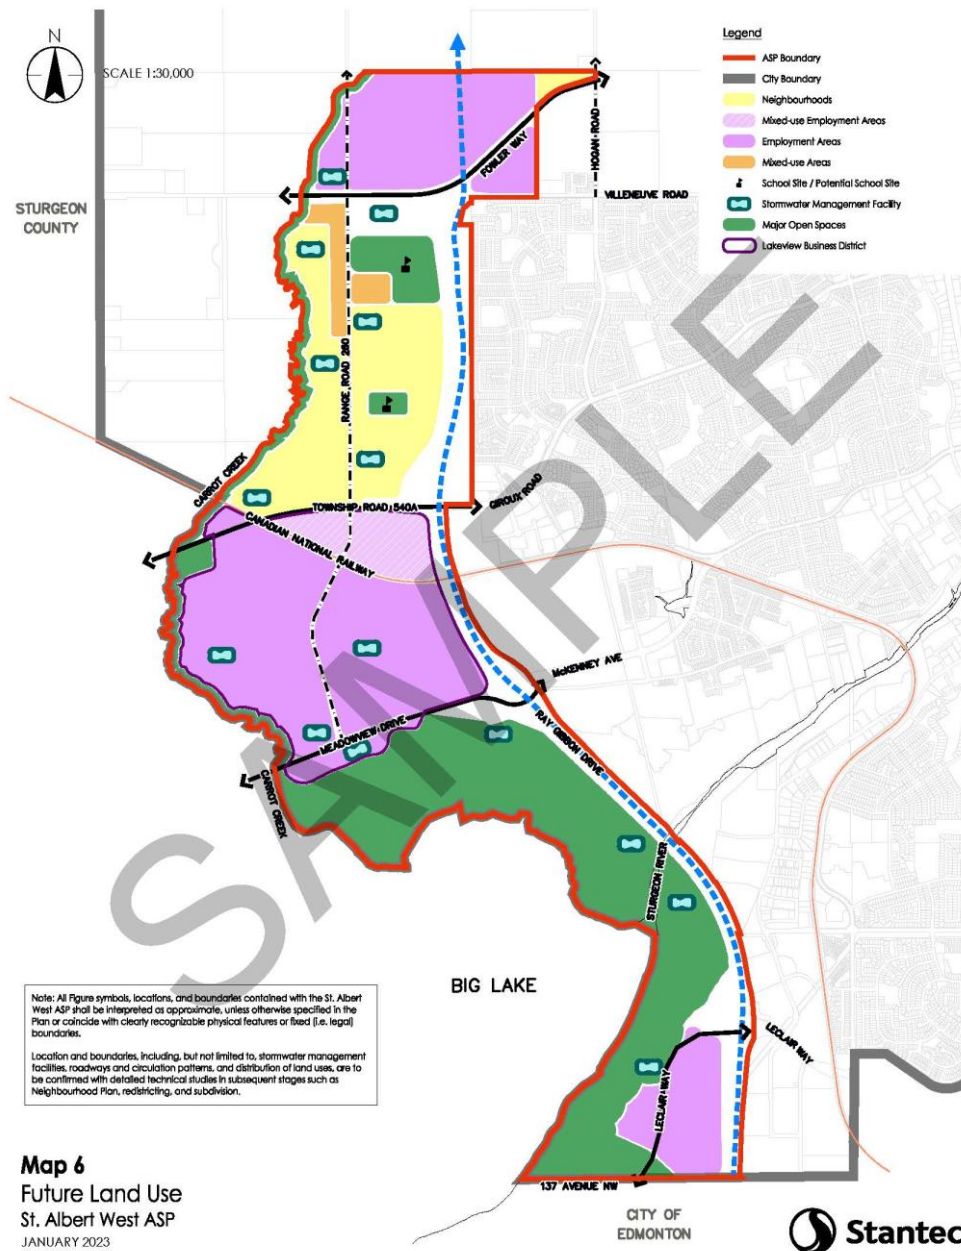 N
SCALE 1:30,000
Legend
ASP Boundary
City Boundary
Neighbourhoods
Mixed-use Employment Areas
Employment Areas
Mixed-use Areas
School Site / Potential School Site
Stormwater Management Facility
Major Open Spaces
Lakeview Business District
STURGEON
COUNTY
FOWLER WAY
HOGAN ROAD
VILLENEUVE ROAD
RANGE ROAD 260
CARROT CREEK
TOWNSHIP ROAD 540A
GIROUX ROAD
CANADIAN NATIONAL RAILWAY
McKENNEY AVE
MEADOWVIEW DRIVE
RAY GIBBON DRIVE
CARROT CREEK
STURGEON RIVER
BIG LAKE
LECLAIR WAY
LECLAIR WAY
137 AVENUE NW
CITY OF
EDMONTON
SAMPLE
Note: All Figure symbols, locations, and boundaries contained with the St. Albert
West ASP shall be interpreted as approximate, unless otherwise specified in the
Plan or coincide with clearly recognizable physical features or fixed (i.e. legal)
boundaries.
Location and boundaries, including, but not limited to, stormwater management
facilities, roadways and circulation patterns, and distribution of land uses, are to
be confirmed with detailed technical studies in subsequent stages such as
Neighbourhood Plan, redistricting, and subdivision.
Map 6
Future Land Use
St. Albert West ASP
JANUARY 2023
Stantec